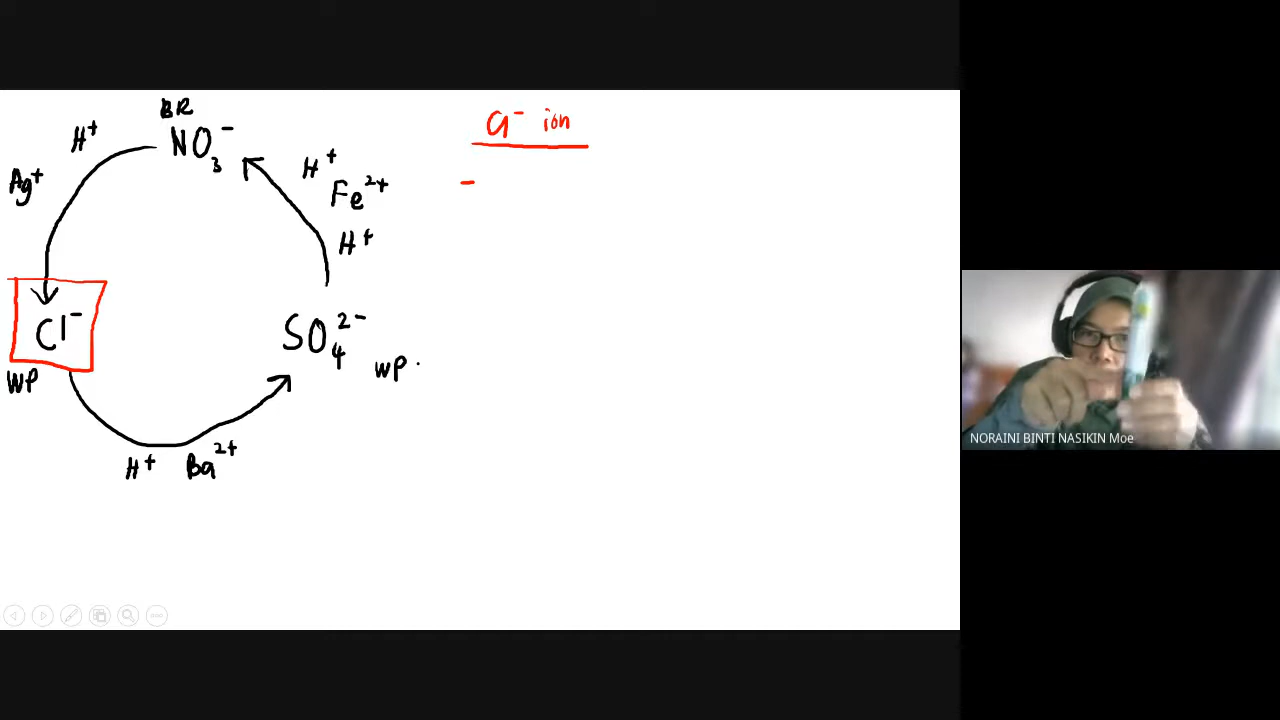 BR
NO₃⁻
H⁺
Ag⁺
H⁺
Fe²⁺
H⁺
Cl⁻
WP
SO₄²⁻
WP.
H⁺ Ba²⁺
Cl⁻ ion
-
NORAINI BINTI NASIKIN Moe